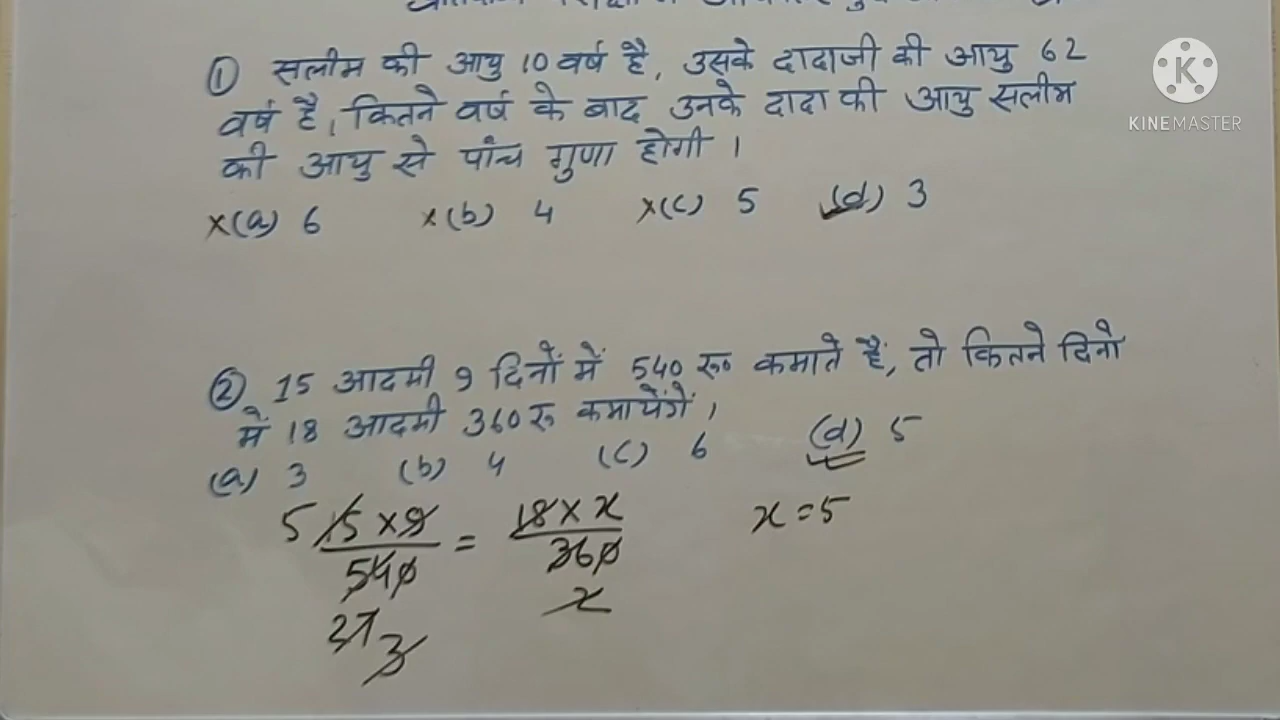 ① सलीम की आयु 10 वर्ष है, उसके दादाजी की आयु 62
वर्ष है, कितने वर्ष के बाद उनके दादा की आयु सलीम
की आयु से पांच गुणा होगी ।
x(a) 6 x(b) 4 x(c) 5 (d) 3
② 15 आदमी 9 दिनों में 540 रू० कमाते हैं, तो कितने दिनो
में 18 आदमी 360 रू कमायेंगें ,
(a) 3 (b) 4 (c) 6 (d) 5
5 15 × 9 = 18 × x x = 5
540 360
27 3 x
K
KINEMASTER